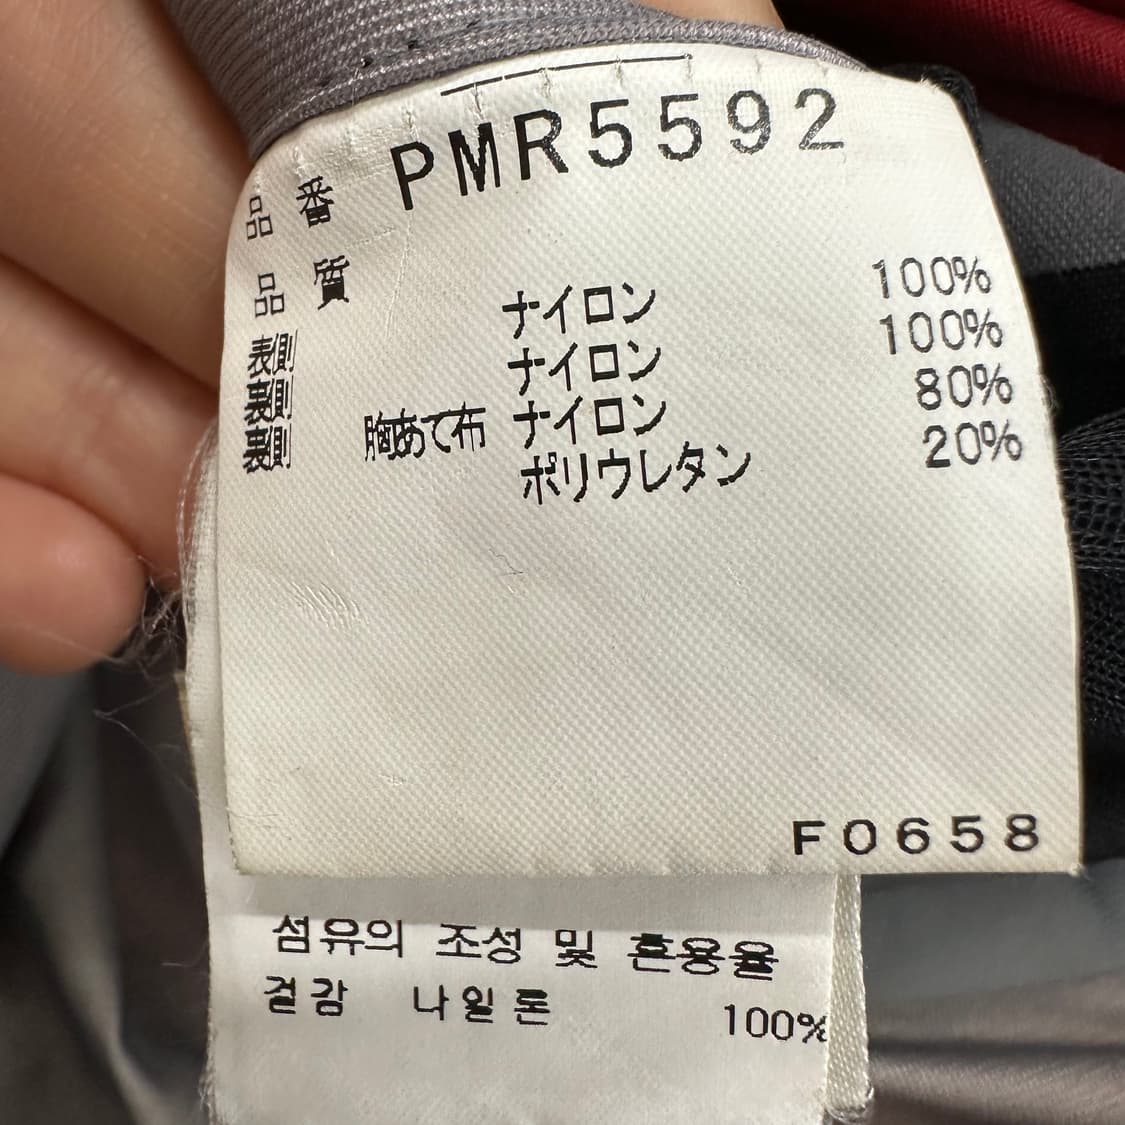 品番 PMR5592
品質
表側 ナイロン 100%
裏側 ナイロン 100%
裏側 胸あて布 ナイロン 80%
ポリウレタン 20%
F0658
섬유의 조성 및 혼용율
겉감 나일론 100%